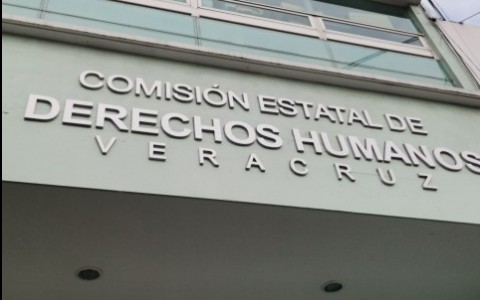 COMISIÓN ESTATAL DE
DERECHOS HUMANOS
VERACRUZ